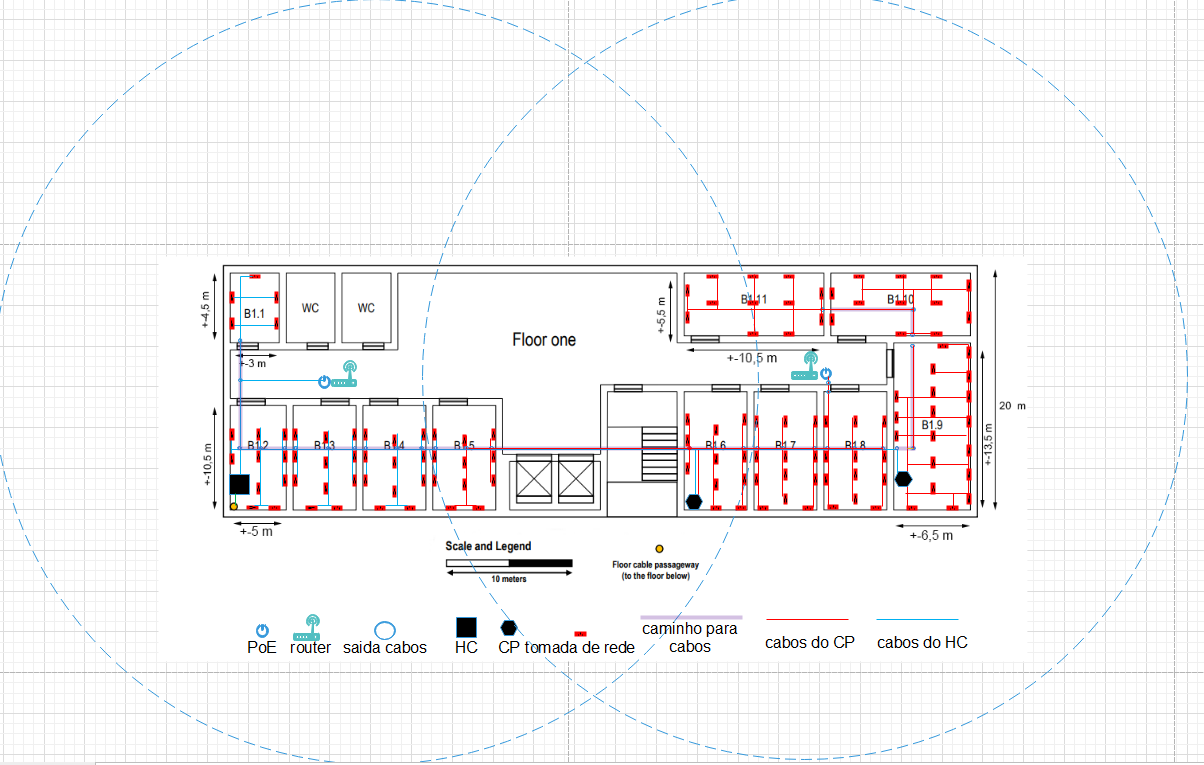 +-4,5 m
B1.1
WC
WC
Floor one
+-5,5 m
B1.11
B1.10
+-3 m
+-10,5 m
20 m
B1.2
B1.3
B1.4
B1.5
B1.6
B1.7
B1.8
B1.9
+-10,5 m
+-13,5 m
+-5 m
+-6,5 m
Scale and Legend
10 meters
Floor cable passageway
(to the floor below)
PoE
router
saida cabos
HC
CP
tomada de rede
caminho para
cabos
cabos do CP
cabos do HC